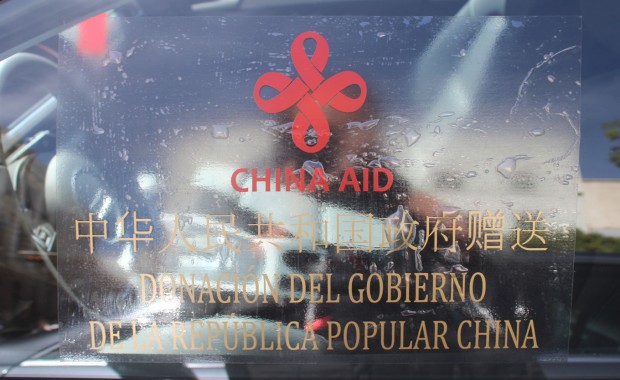 CHINA AID
中华人民共和国政府赠送
DONACIÓN DEL GOBIERNO
DE LA REPÚBLICA POPULAR CHINA